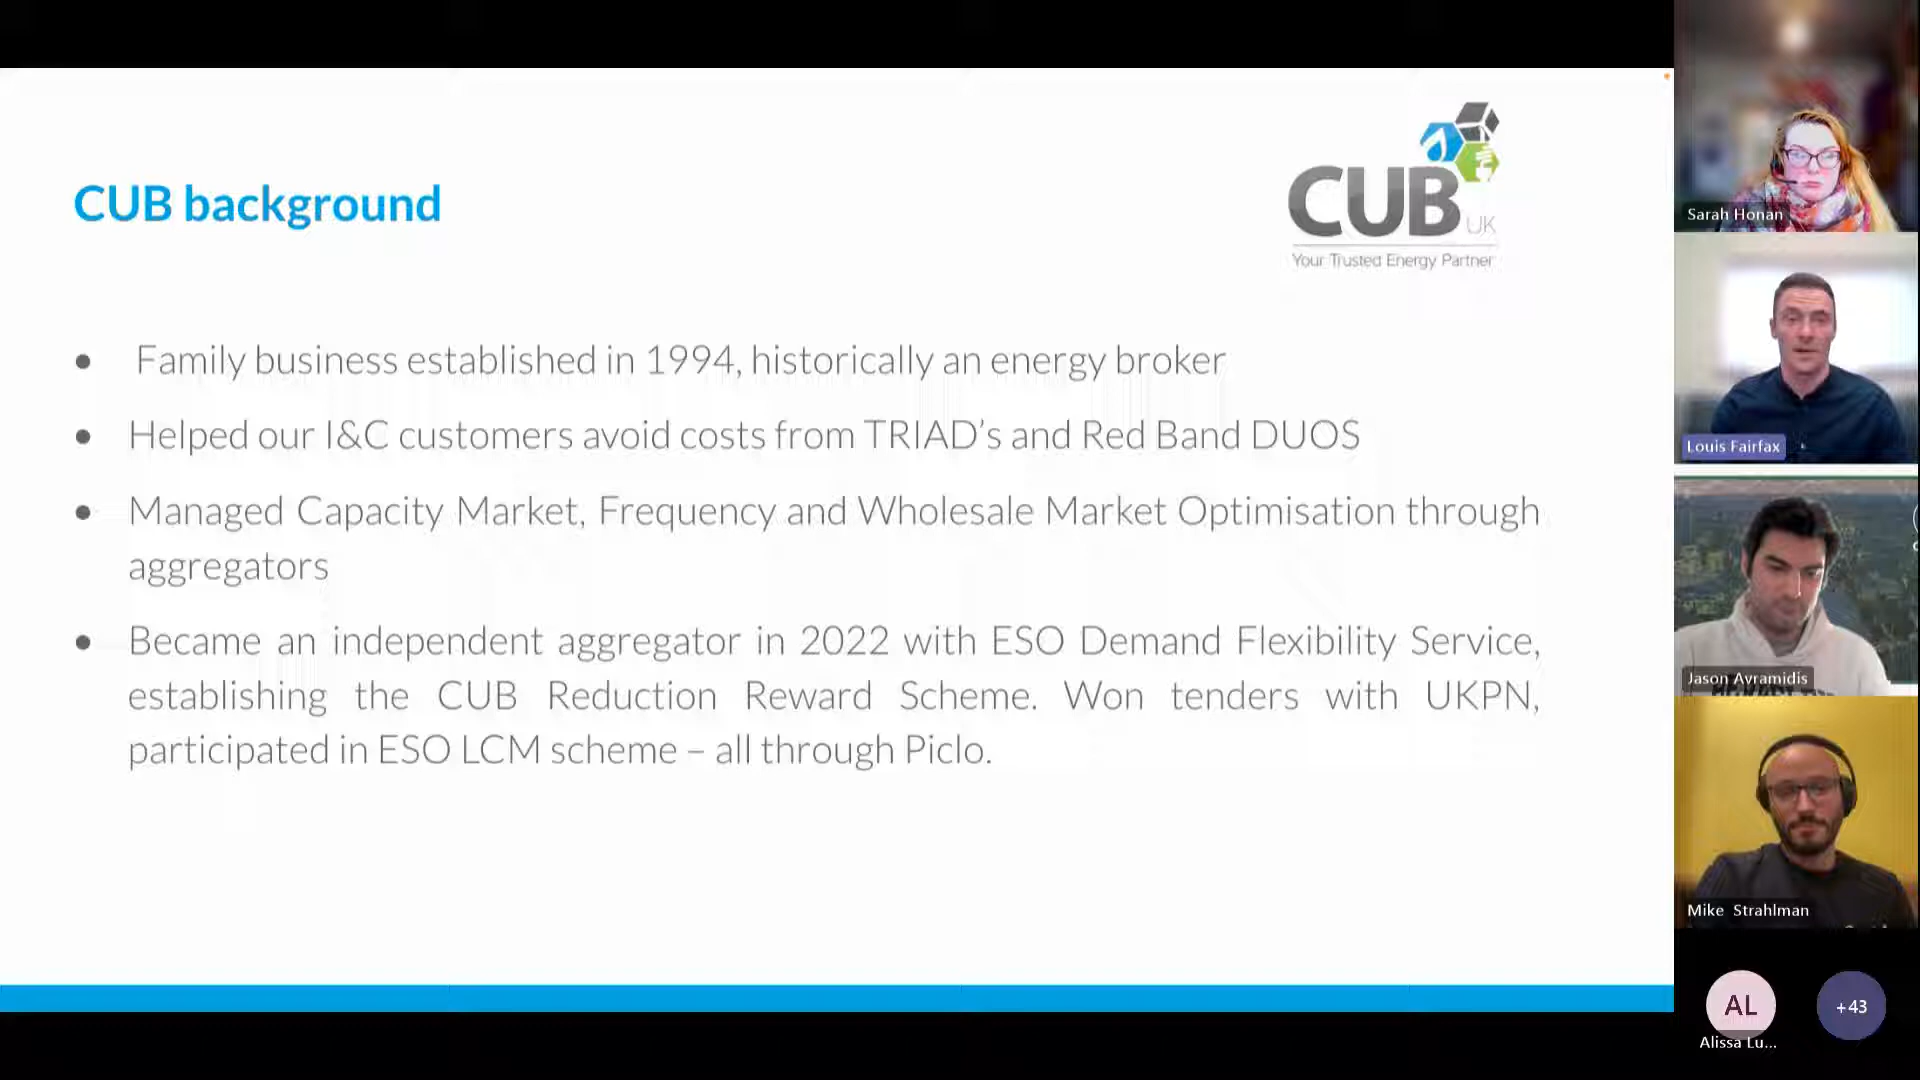 CUB background
CUB UK
Your Trusted Energy Partner
• Family business established in 1994, historically an energy broker
• Helped our I&C customers avoid costs from TRIAD’s and Red Band DUOS
• Managed Capacity Market, Frequency and Wholesale Market Optimisation through
aggregators
• Became an independent aggregator in 2022 with ESO Demand Flexibility Service,
establishing the CUB Reduction Reward Scheme. Won tenders with UKPN,
participated in ESO LCM scheme – all through Piclo.
Sarah Honan
Louis Fairfax
Jason Avramidis
Mike Strahlman
AL
Alissa Lu...
+43